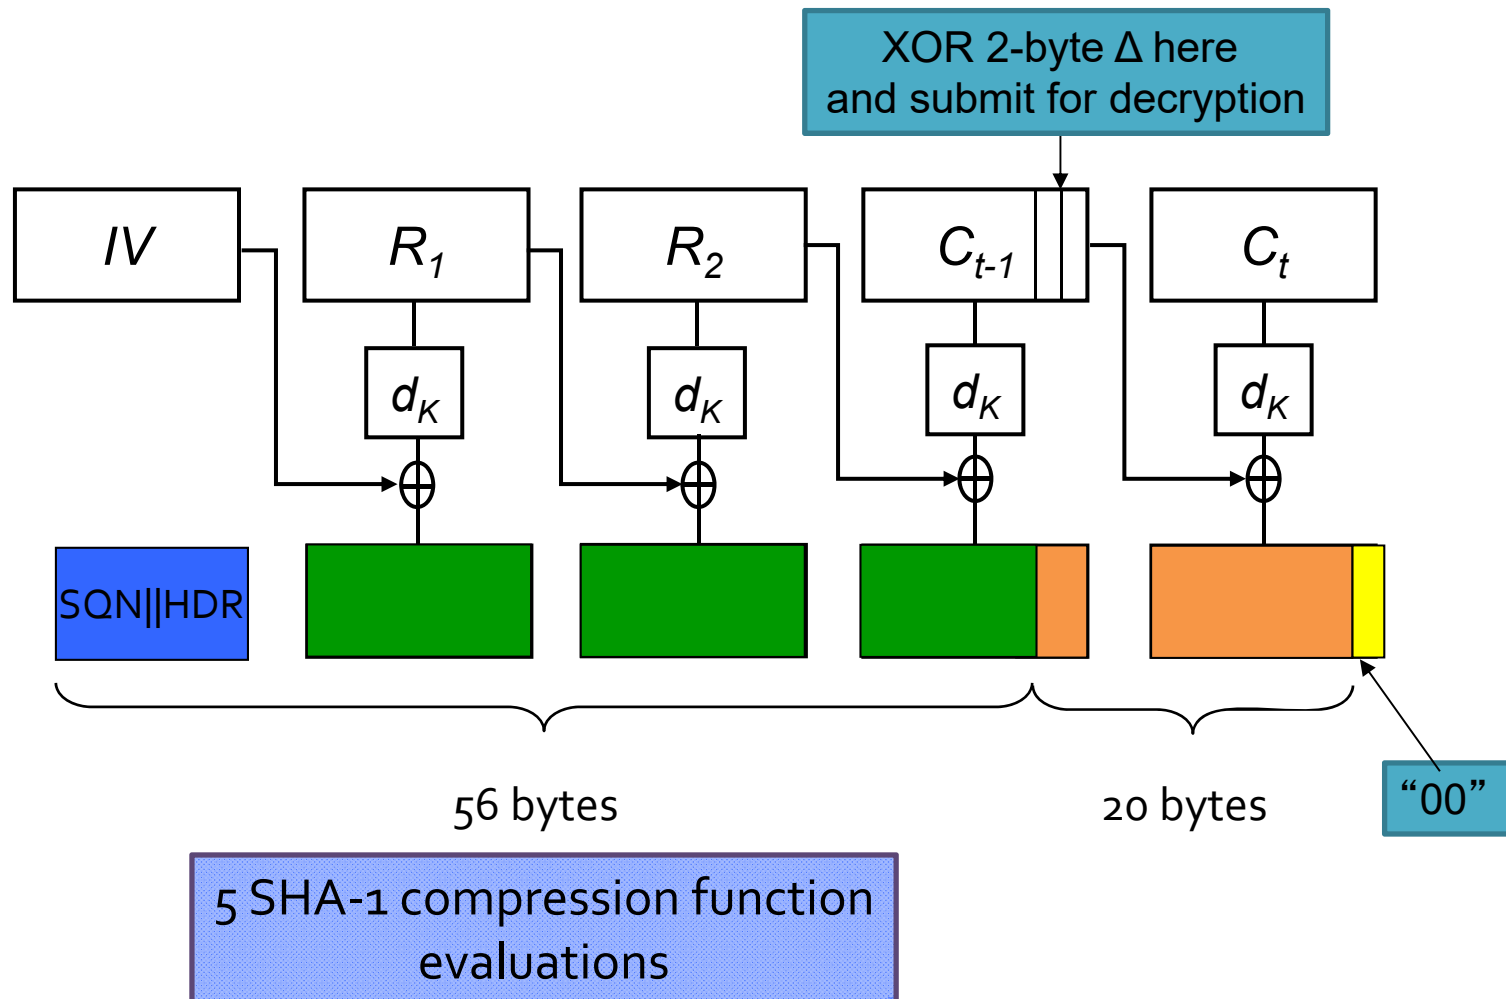 XOR 2-byte Δ here
and submit for decryption
IV
R1
R2
Ct-1
Ct
dK
dK
dK
dK
SQN||HDR
56 bytes
20 bytes
“00”
5 SHA-1 compression function
evaluations